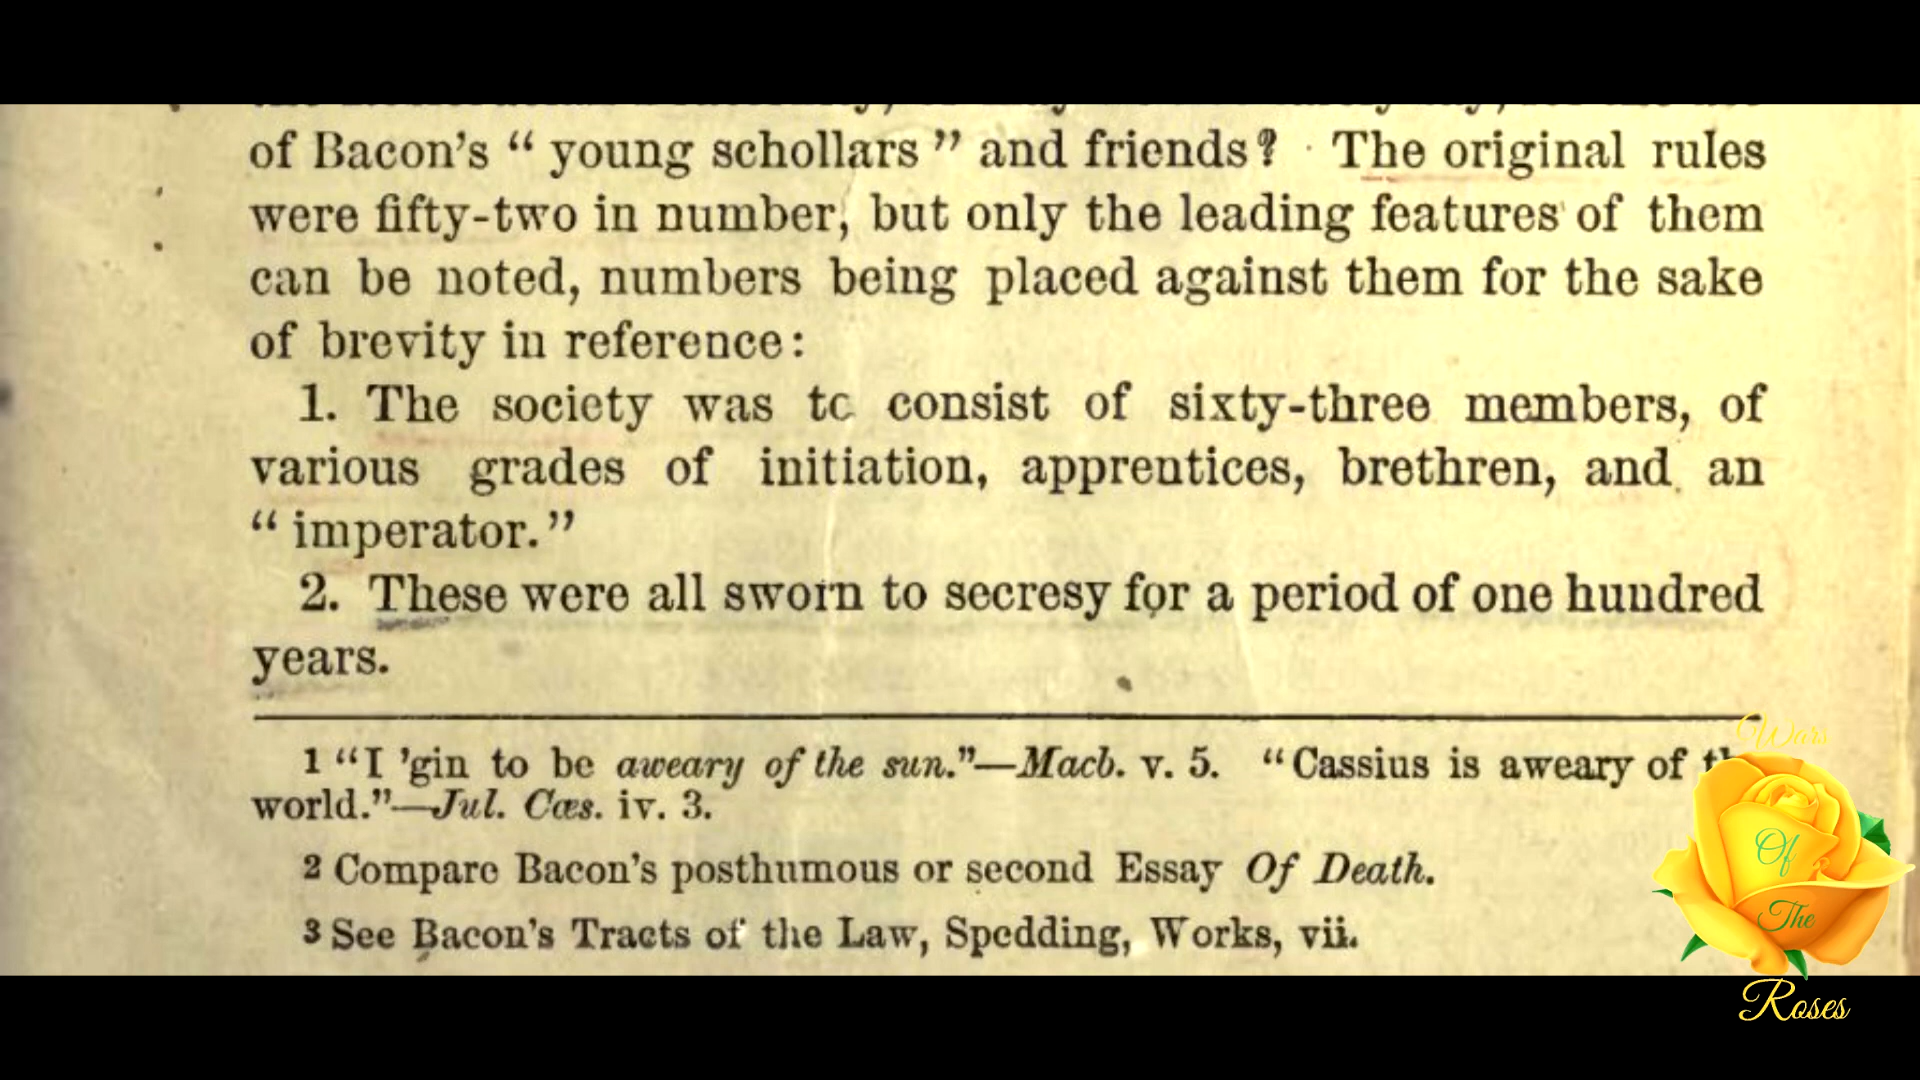 of Bacon's “ young schollars ” and friends? The original rules
were fifty-two in number, but only the leading features of them
can be noted, numbers being placed against them for the sake
of brevity in reference:
1. The society was to consist of sixty-three members, of
various grades of initiation, apprentices, brethren, and an
“ imperator.”
2. These were all sworn to secresy for a period of one hundred
years.
1 “I 'gin to be aweary of the sun.”—Macb. v. 5. “Cassius is aweary of
world.”—Jul. Cæs. iv. 3.
2 Compare Bacon's posthumous or second Essay Of Death.
3 See Bacon's Tracts of the Law, Spedding, Works, vii.
Wars
Of
The
Roses